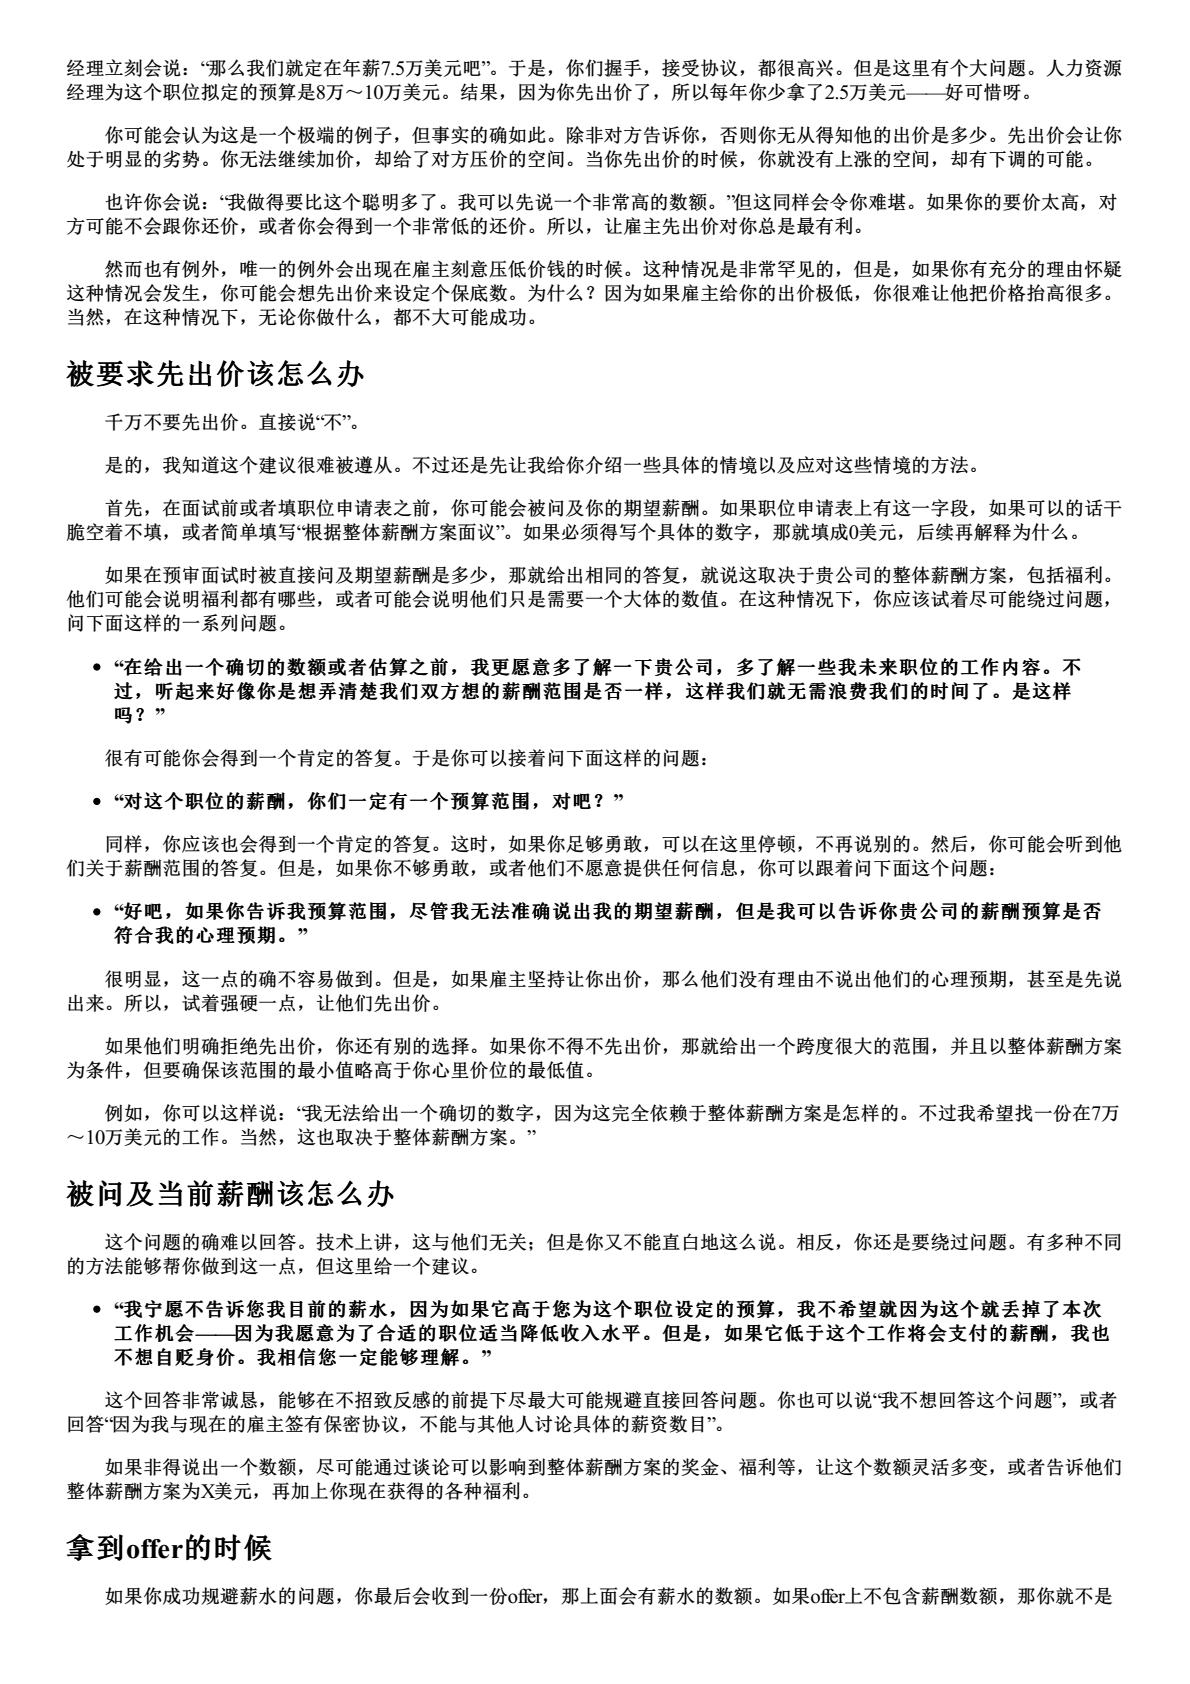 经理立刻会说：“那么我们就定在年薪7.5万美元吧”。于是，你们握手，接受协议，都很高兴。但是这里有个大问题。人力资源
经理为这个职位拟定的预算是8万～10万美元。结果，因为你先出价了，所以每年你少拿了2.5万美元——好可惜呀。
你可能会认为这是一个极端的例子，但事实的确如此。除非对方告诉你，否则你无从得知他的出价是多少。先出价会让你
处于明显的劣势。你无法继续加价，却给了对方压价的空间。当你先出价的时候，你就没有上涨的空间，却有下调的可能。
也许你会说：“我做得要比这个聪明多了。我可以先说一个非常高的数额。”但这同样会令你难堪。如果你的要价太高，对
方可能不会跟你还价，或者你会得到一个非常低的还价。所以，让雇主先出价对你总是最有利。
然而也有例外，唯一的例外会出现在雇主刻意压低价钱的时候。这种情况是非常罕见的，但是，如果你有充分的理由怀疑
这种情况会发生，你可能会想先出价来设定个保底数。为什么？因为如果雇主给你的出价极低，你很难让他把价格抬高很多。
当然，在这种情况下，无论你做什么，都不大可能成功。
被要求先出价该怎么办
千万不要先出价。直接说“不”。
是的，我知道这个建议很难被遵从。不过还是先让我给你介绍一些具体的情境以及应对这些情境的方法。
首先，在面试前或者填职位申请表之前，你可能会被问及你的期望薪酬。如果职位申请表上有这一字段，如果可以的话干
脆空着不填，或者简单填写“根据整体薪酬方案面议”。如果必须得写个具体的数字，那就填成0美元，后续再解释为什么。
如果在预审面试时被直接问及期望薪酬是多少，那就给出相同的答复，就说这取决于贵公司的整体薪酬方案，包括福利。
他们可能会说明福利都有哪些，或者可能会说明他们只是需要一个大体的数值。在这种情况下，你应该试着尽可能绕过问题，
问下面这样的一系列问题。
• “在给出一个确切的数额或者估算之前，我更愿意多了解一下贵公司，多了解一些我未来职位的工作内容。不
过，听起来好像你是想弄清楚我们双方想的薪酬范围是否一样，这样我们就无需浪费我们的时间了。是这样
吗？”
很有可能你会得到一个肯定的答复。于是你可以接着问下面这样的问题：
• “对这个职位的薪酬，你们一定有一个预算范围，对吧？”
同样，你应该也会得到一个肯定的答复。这时，如果你足够勇敢，可以在这里停顿，不再说别的。然后，你可能会听到他
们关于薪酬范围的答复。但是，如果你不够勇敢，或者他们不愿意提供任何信息，你可以跟着问下面这个问题：
• “好吧，如果你告诉我预算范围，尽管我无法准确说出我的期望薪酬，但是我可以告诉你贵公司的薪酬预算是否
符合我的心理预期。”
很明显，这一点的确不容易做到。但是，如果雇主坚持让你出价，那么他们没有理由不说出他们的心理预期，甚至是先说
出来。所以，试着强硬一点，让他们先出价。
如果他们明确拒绝先出价，你还有别的选择。如果你不得不先出价，那就给出一个跨度很大的范围，并且以整体薪酬方案
为条件，但要确保该范围的最小值略高于你心里价位的最低值。
例如，你可以这样说：“我无法给出一个确切的数字，因为这完全依赖于整体薪酬方案是怎样的。不过我希望找一份在7万
～10万美元的工作。当然，这也取决于整体薪酬方案。”
被问及当前薪酬该怎么办
这个问题的确难以回答。技术上讲，这与他们无关；但是你又不能直白地这么说。相反，你还是要绕过问题。有多种不同
的方法能够帮你做到这一点，但这里给一个建议。
• “我宁愿不告诉您我目前的薪水，因为如果它高于您为这个职位设定的预算，我不希望就因为这个就丢掉了本次
工作机会——因为我愿意为了合适的职位适当降低收入水平。但是，如果它低于这个工作将会支付的薪酬，我也
不想自贬身价。我相信您一定能够理解。”
这个回答非常诚恳，能够在不招致反感的前提下尽最大可能规避直接回答问题。你也可以说“我不想回答这个问题”，或者
回答“因为我与现在的雇主签有保密协议，不能与其他人讨论具体的薪资数目”。
如果非得说出一个数额，尽可能通过谈论可以影响到整体薪酬方案的奖金、福利等，让这个数额灵活多变，或者告诉他们
整体薪酬方案为X美元，再加上你现在获得的各种福利。
拿到offer的时候
如果你成功规避薪水的问题，你最后会收到一份offer，那上面会有薪水的数额。如果offer上不包含薪酬数额，那你就不是